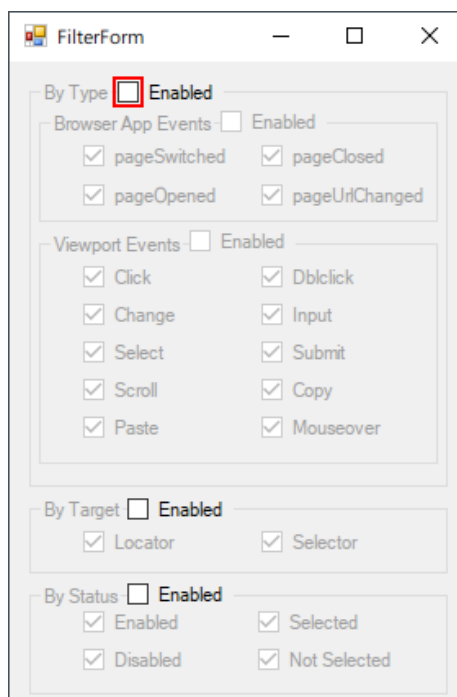 FilterForm
By Type Enabled
Browser App Events Enabled
pageSwitched pageClosed
pageOpened pageUrlChanged
Viewport Events Enabled
Click Dblclick
Change Input
Select Submit
Scroll Copy
Paste Mouseover
By Target Enabled
Locator Selector
By Status Enabled
Enabled Selected
Disabled Not Selected